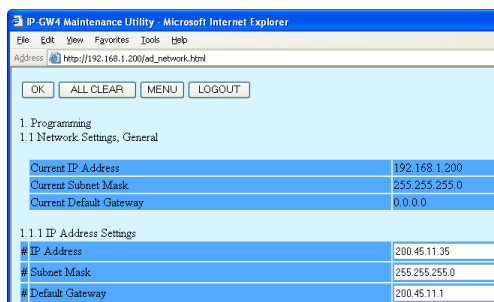 IP-GW4 Maintenance Utility - Microsoft Internet Explorer
File Edit View Favorites Tools Help
Address http://192.168.1.200/ad_network.html
OK ALL CLEAR MENU LOGOUT
1. Programming
1.1 Network Settings, General
Current IP Address 192.168.1.200
Current Subnet Mask 255.255.255.0
Current Default Gateway 0.0.0.0
1.1.1 IP Address Settings
# IP Address 200.45.11.35
# Subnet Mask 255.255.255.0
# Default Gateway 200.45.11.1